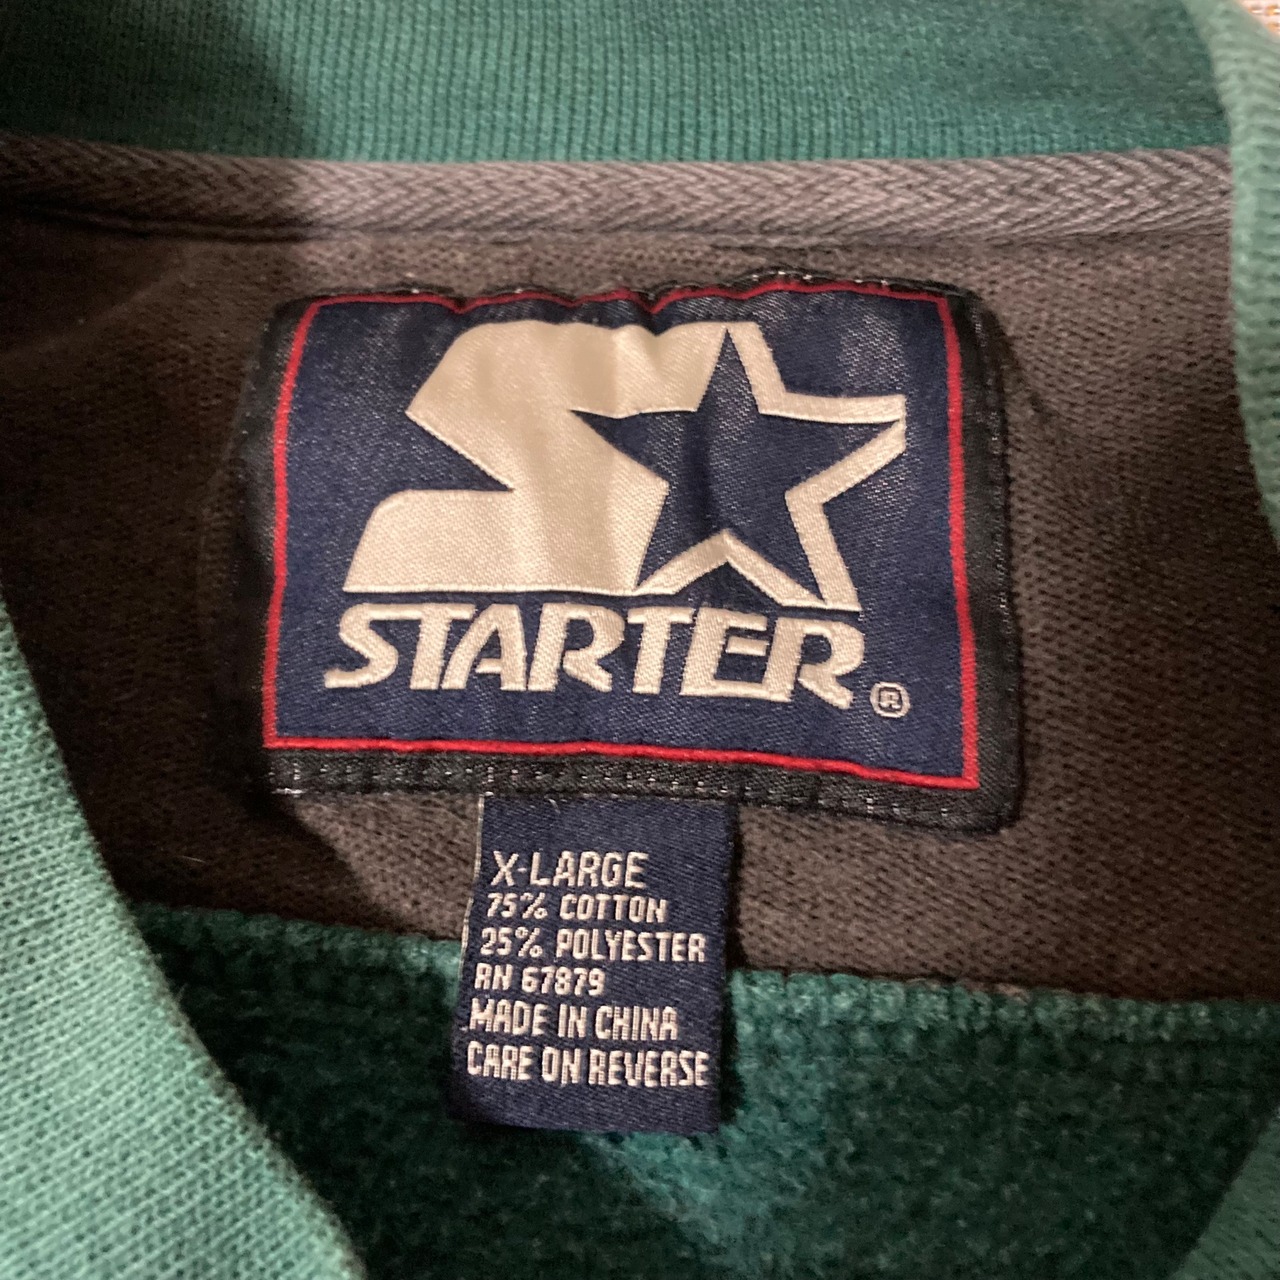 STARTER®
X-LARGE
75% COTTON
25% POLYESTER
RN 67879
MADE IN CHINA
CARE ON REVERSE